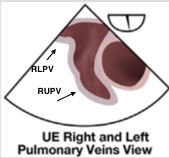 RLPV
RUPV
UE Right and Left
Pulmonary Veins View